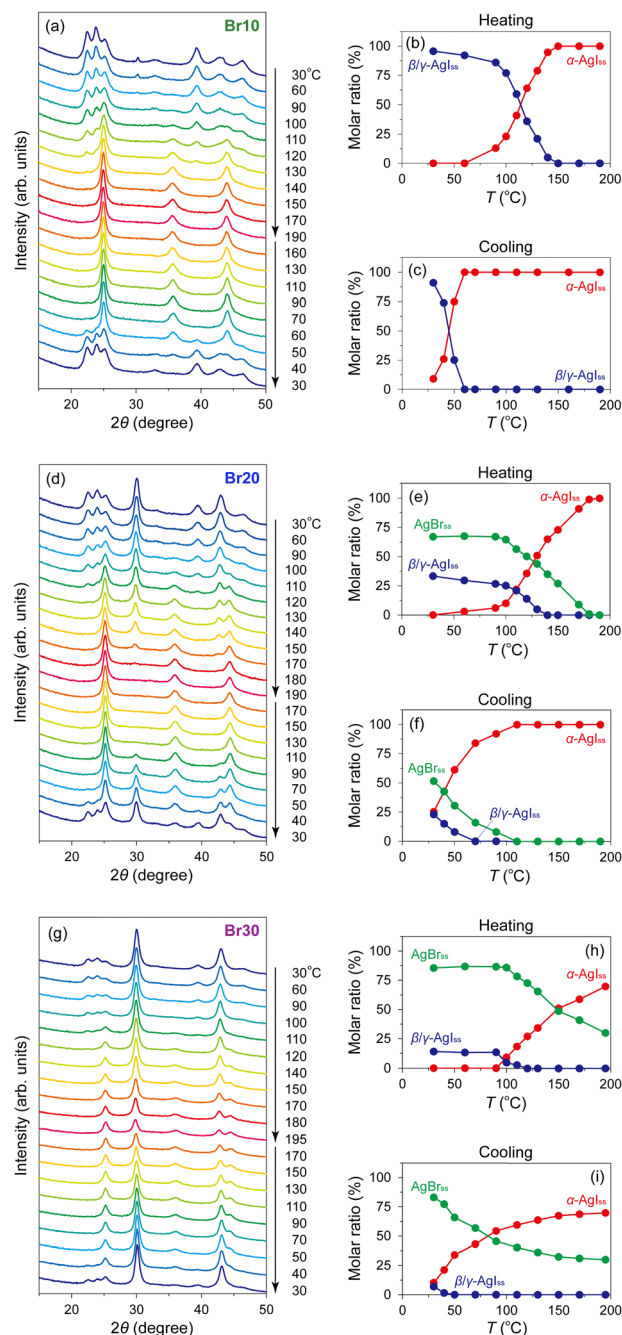 (a) Br10
Intensity (arb. units)
30°C
60
90
100
110
120
130
140
150
170
190
160
130
110
90
70
60
50
40
30
20 30 40 50
2θ (degree)
Heating
(b)
Molar ratio (%)
100
75
50
25
0
β/γ-AgIss
α-AgIss
0 50 100 150 200
T (°C)
Cooling
(c)
Molar ratio (%)
100
75
50
25
0
α-AgIss
β/γ-AgIss
0 50 100 150 200
T (°C)
(d) Br20
Intensity (arb. units)
30°C
60
90
100
110
120
130
140
150
170
180
190
170
150
130
110
90
70
50
40
30
20 30 40 50
2θ (degree)
Heating
(e)
Molar ratio (%)
100
75
50
25
0
α-AgIss
AgBrss
β/γ-AgIss
0 50 100 150 200
T (°C)
Cooling
(f)
Molar ratio (%)
100
75
50
25
0
α-AgIss
AgBrss
β/γ-AgIss
0 50 100 150 200
T (°C)
(g) Br30
Intensity (arb. units)
30°C
60
90
100
110
120
140
150
170
180
195
170
150
130
110
90
70
50
40
30
20 30 40 50
2θ (degree)
Heating
(h)
Molar ratio (%)
100
75
50
25
0
AgBrss
α-AgIss
β/γ-AgIss
0 50 100 150 200
T (°C)
Cooling
(i)
Molar ratio (%)
100
75
50
25
0
AgBrss
α-AgIss
β/γ-AgIss
0 50 100 150 200
T (°C)